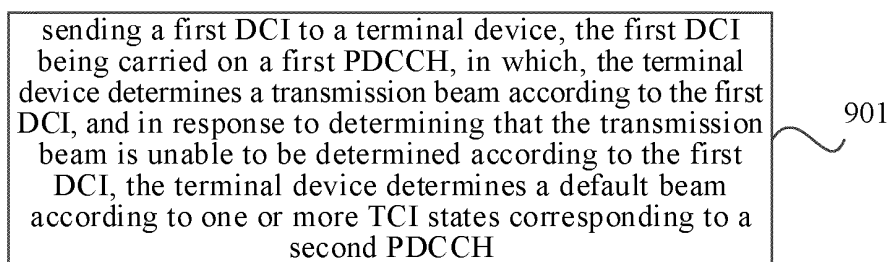 sending a first DCI to a terminal device, the first DCI
being carried on a first PDCCH, in which, the terminal
device determines a transmission beam according to the first
DCI, and in response to determining that the transmission
beam is unable to be determined according to the first
DCI, the terminal device determines a default beam
according to one or more TCI states corresponding to a
second PDCCH
901